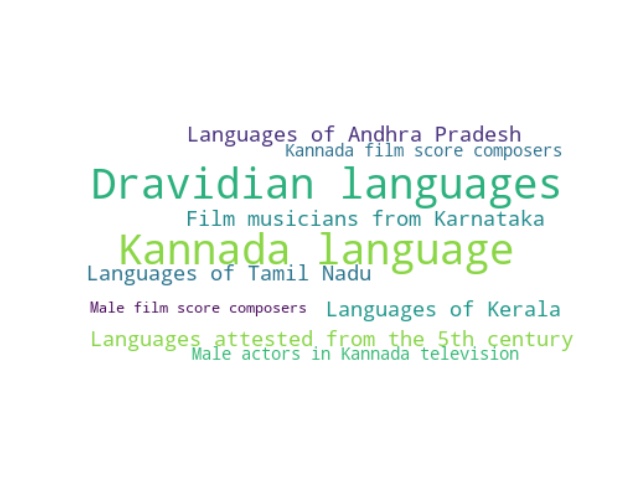 Languages of Andhra Pradesh
Kannada film score composers
Dravidian languages
Film musicians from Karnataka
Kannada language
Languages of Tamil Nadu
Male film score composers
Languages of Kerala
Languages attested from the 5th century
Male actors in Kannada television